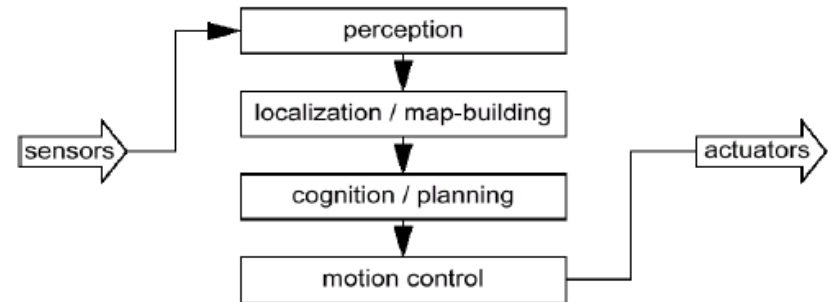 perception
localization / map-building
sensors
actuators
cognition / planning
motion control